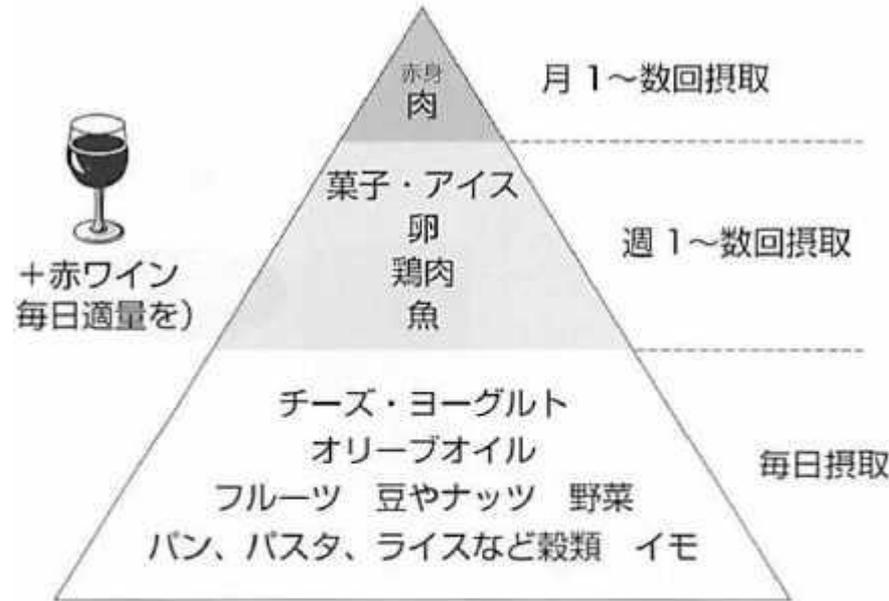 赤身
肉
月 1～数回摂取
菓子・アイス
卵
鶏肉
魚
週 1～数回摂取
＋赤ワイン
毎日適量を）
チーズ・ヨーグルト
オリーブオイル
フルーツ　豆やナッツ　野菜
パン、パスタ、ライスなど穀類　イモ
毎日摂取